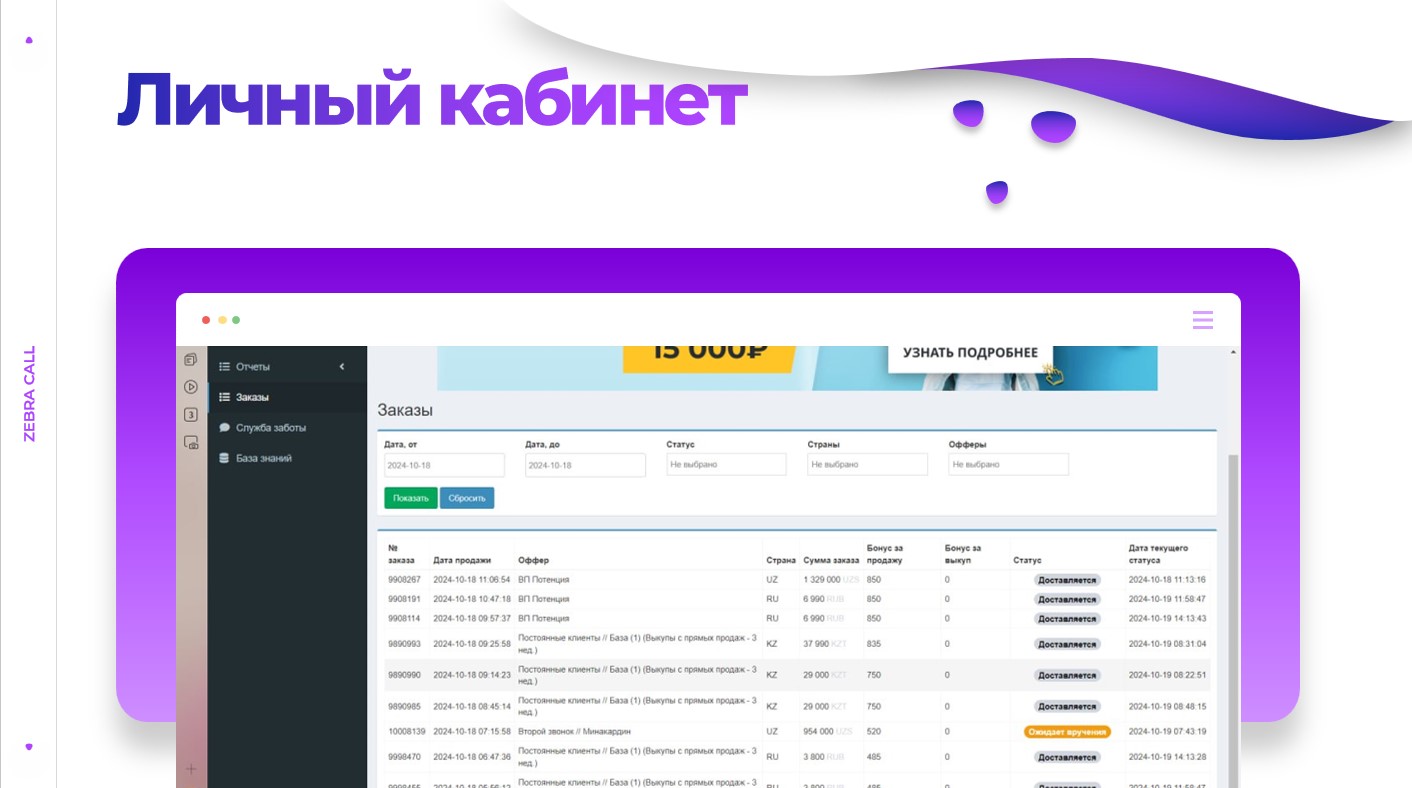 Личный кабинет
ZEBRA CALL
15 000₽
УЗНАТЬ ПОДРОБНЕЕ
Отчеты
Заказы
Служба заботы
База знаний
3
Заказы
Дата, от Дата, до Статус Страны Офферы
2024-10-18 2024-10-18 Не выбрано Не выбрано Не выбрано
Показать Сбросить
№ заказа Дата продажи Оффер Страна Сумма заказа Бонус за продажу Бонус за выкуп Статус Дата текущего статуса
9908267 2024-10-18 11:06:54 ВП Потенция UZ 1 329 000 UZS 850 0 Доставляется 2024-10-18 11:13:16
9908191 2024-10-18 10:47:18 ВП Потенция RU 6 990 RUB 850 0 Доставляется 2024-10-19 11:58:47
9908114 2024-10-18 09:57:37 ВП Потенция RU 6 990 RUB 850 0 Доставляется 2024-10-19 14:13:43
9890993 2024-10-18 09:25:58 Постоянные клиенты // База (1) (Выкупы с прямых продаж - 3 нед.) KZ 37 990 KZT 835 0 Доставляется 2024-10-19 08:31:04
9890990 2024-10-18 09:14:23 Постоянные клиенты // База (1) (Выкупы с прямых продаж - 3 нед.) KZ 29 000 KZT 750 0 Доставляется 2024-10-19 08:22:51
9890985 2024-10-18 08:45:14 Постоянные клиенты // База (1) (Выкупы с прямых продаж - 3 нед.) KZ 29 000 KZT 750 0 Доставляется 2024-10-19 08:48:15
10008139 2024-10-18 07:15:58 Второй звонок // Минакардин UZ 954 000 UZS 520 0 Ожидает вручения 2024-10-19 07:43:19
9998470 2024-10-18 06:47:36 Постоянные клиенты // База (1) (Выкупы с прямых продаж - 3 нед.) RU 3 800 RUB 485 0 Доставляется 2024-10-19 14:13:28
Постоянные клиенты // База (1) (Выкупы с прямых продаж - 3